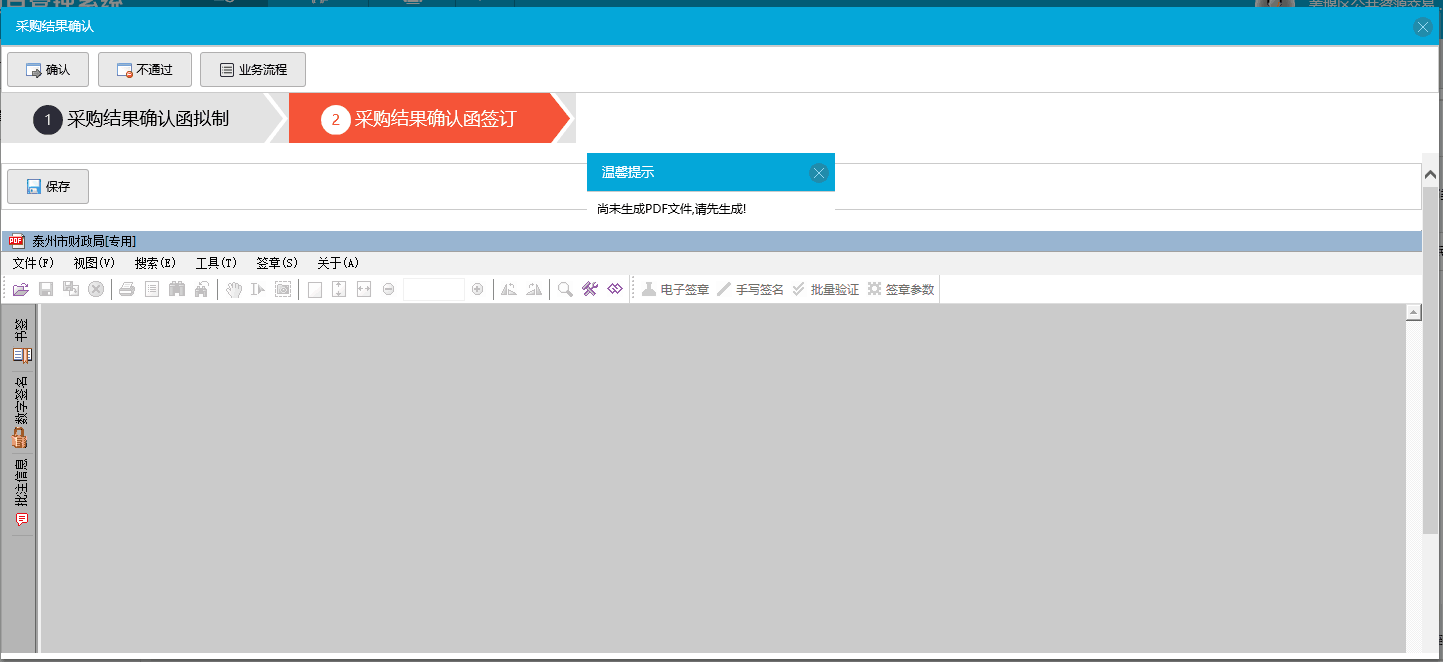 采购结果确认
确认 不通过 业务流程
1 采购结果确认函拟制 2 采购结果确认函签订
温馨提示
保存
尚未生成PDF文件,请先生成!
泰州市财政局[专用]
文件(F) 视图(V) 搜索(E) 工具(T) 签章(S) 关于(A)
电子签章 手写签名 批量验证 签章参数
书签
数字签名
批注信息